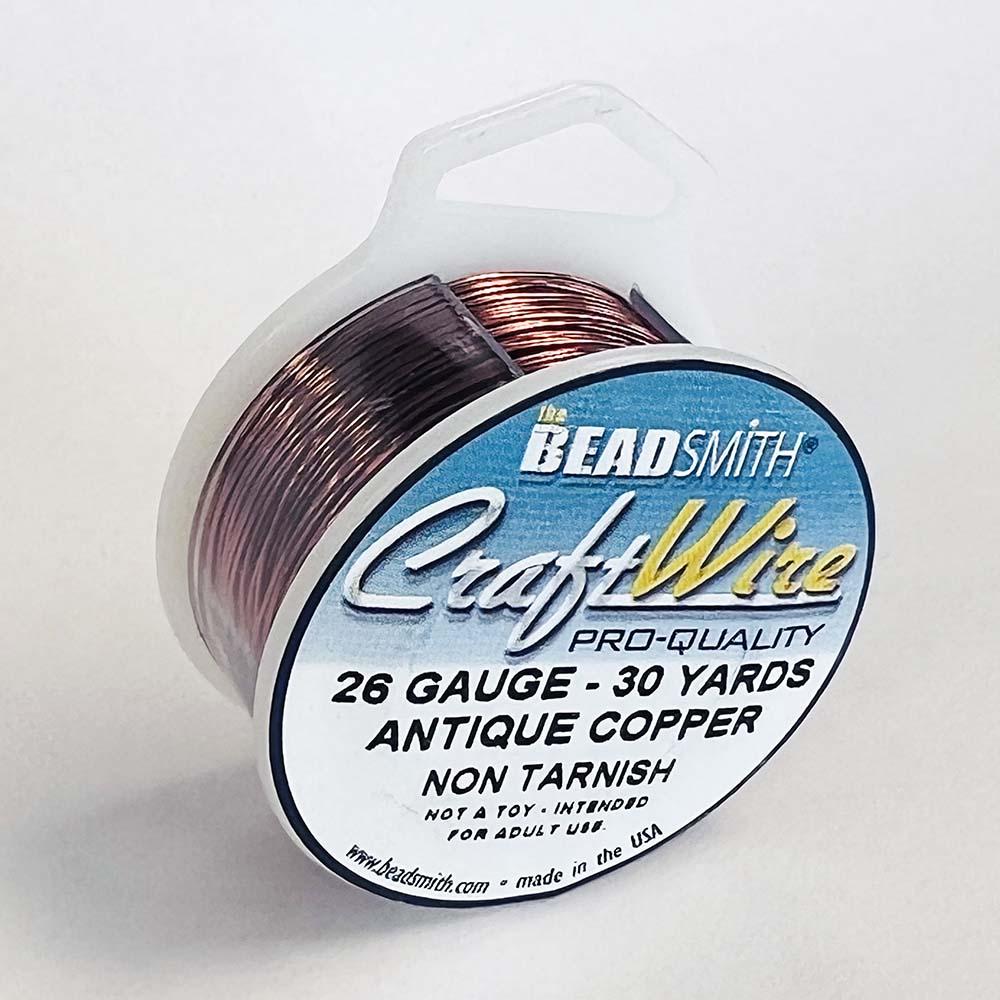 the
BEADSMITH®
CraftWire
PRO-QUALITY
26 GAUGE - 30 YARDS
ANTIQUE COPPER
NON TARNISH
NOT A TOY - INTENDED
FOR ADULT USE.
www.beadsmith.com • made in the USA